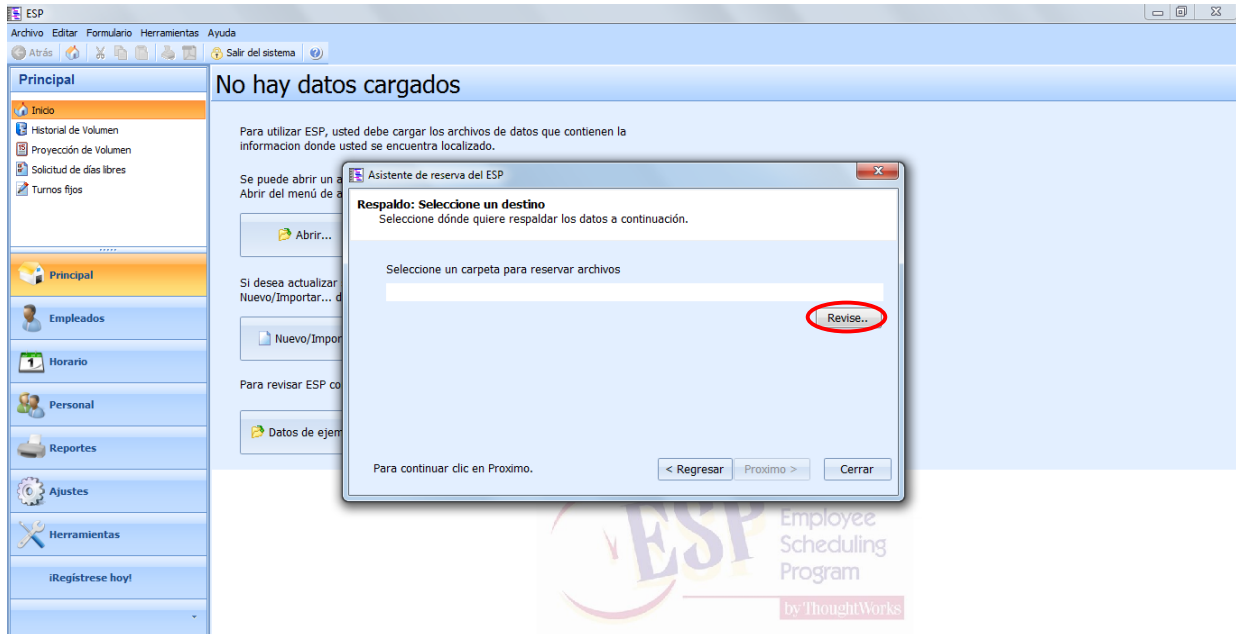 ESP
Archivo Editar Formulario Herramientas Ayuda
Atrás Salir del sistema
Principal
No hay datos cargados
Inicio
Historial de Volumen
Proyección de Volumen
Solicitud de días libres
Turnos fijos
Para utilizar ESP, usted debe cargar los archivos de datos que contienen la
informacion donde usted se encuentra localizado.
Se puede abrir un a
Abrir del menú de a
Abrir...
Si desea actualizar
Nuevo/Importar... d
Nuevo/Impor
Para revisar ESP co
Datos de ejem
Asistente de reserva del ESP
Respaldo: Seleccione un destino
Seleccione dónde quiere respaldar los datos a continuación.
Seleccione un carpeta para reservar archivos
Revise..
Para continuar clic en Proximo.
< Regresar Proximo > Cerrar
Principal
Empleados
1 Horario
Personal
Reportes
Ajustes
Herramientas
iRegístrese hoy!
ESP
Employee
Scheduling
Program
by ThoughtWorks